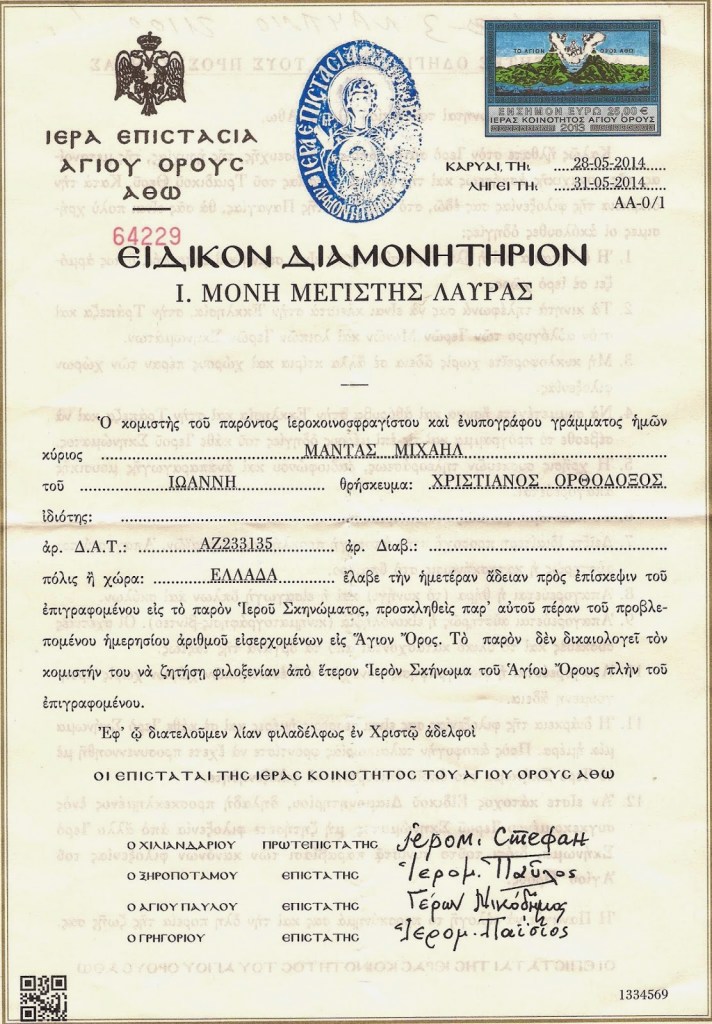 ΙΕΡΑ ΕΠΙΣΤΑΣΙΑ
ΑΓΙΟΥ ΟΡΟΥΣ
ΑΘΩ
ΙΕΡΑ ΕΠΙΣΤΑΣΙΑ
ΤΟ ΑΓΙΟΝ ΟΡΟΣ ΑΘΩ
ΕΝΣΗΜΟΝ ΕΥΡΩ 25,00 €
ΙΕΡΑΣ ΚΟΙΝΟΤΗΤΟΣ ΑΓΙΟΥ ΟΡΟΥΣ
2013
ΚΑΡΥΑΙ, ΤΗι: 28-05-2014
ΛΗΓΕΙ ΤΗι: 31-05-2014
ΑΑ-0/1
64229
ΕΙΔΙΚΟΝ ΔΙΑΜΟΝΗΤΗΡΙΟΝ
Ι. ΜΟΝΗ ΜΕΓΙΣΤΗΣ ΛΑΥΡΑΣ
Ὁ κομιστὴς τοῦ παρόντος ἱεροκοινοσφραγίστου καὶ ἐνυπογράφου γράμματος ἡμῶν
κύριος ΜΑΝΤΑΣ ΜΙΧΑΗΛ
τοῦ ΙΩΑΝΝΗ θρήσκευμα: ΧΡΙΣΤΙΑΝΟΣ ΟΡΘΟΔΟΞΟΣ
ἰδιότης:
ἀρ. Δ.Α.Τ.: ΑΖ233135 ἀρ. Διαβ.:
πόλις ἢ χώρα: ΕΛΛΑΔΑ ἔλαβε τὴν ἡμετέραν ἄδειαν πρὸς ἐπίσκεψιν τοῦ
ἐπιγραφομένου εἰς τὸ παρὸν Ἱεροῦ Σκηνώματος, προσκληθεὶς παρ' αὐτοῦ πέραν τοῦ προβλε-
πομένου ἡμερησίου ἀριθμοῦ εἰσερχομένων εἰς Ἅγιον Ὄρος. Τὸ παρὸν δὲν δικαιολογεῖ τὸν
κομιστήν του νὰ ζητήσῃ φιλοξενίαν ἀπὸ ἕτερον Ἱερὸν Σκήνωμα τοῦ Ἁγίου Ὄρους πλὴν τοῦ
ἐπιγραφομένου.
Ἐφ' ᾧ διατελοῦμεν λίαν φιλαδέλφως ἐν Χριστῷ ἀδελφοί
ΟΙ ΕΠΙΣΤΑΤΑΙ ΤΗΣ ΙΕΡΑΣ ΚΟΙΝΟΤΗΤΟΣ ΤΟΥ ΑΓΙΟΥ ΟΡΟΥΣ ΑΘΩ
Ο ΧΙΛΙΑΝΔΑΡΙΟΥ ΠΡΩΤΕΠΙΣΤΑΤΗΣ ἱερομ. Στεφαν
Ο ΞΗΡΟΠΟΤΑΜΟΥ ΕΠΙΣΤΑΤΗΣ Ἱερομ. Παῦλος
Ο ΑΓΙΟΥ ΠΑΥΛΟΥ ΕΠΙΣΤΑΤΗΣ Γέρων Νικόδημος
Ο ΓΡΗΓΟΡΙΟΥ ΕΠΙΣΤΑΤΗΣ Ἱερομ. Παΐσιος
1334569